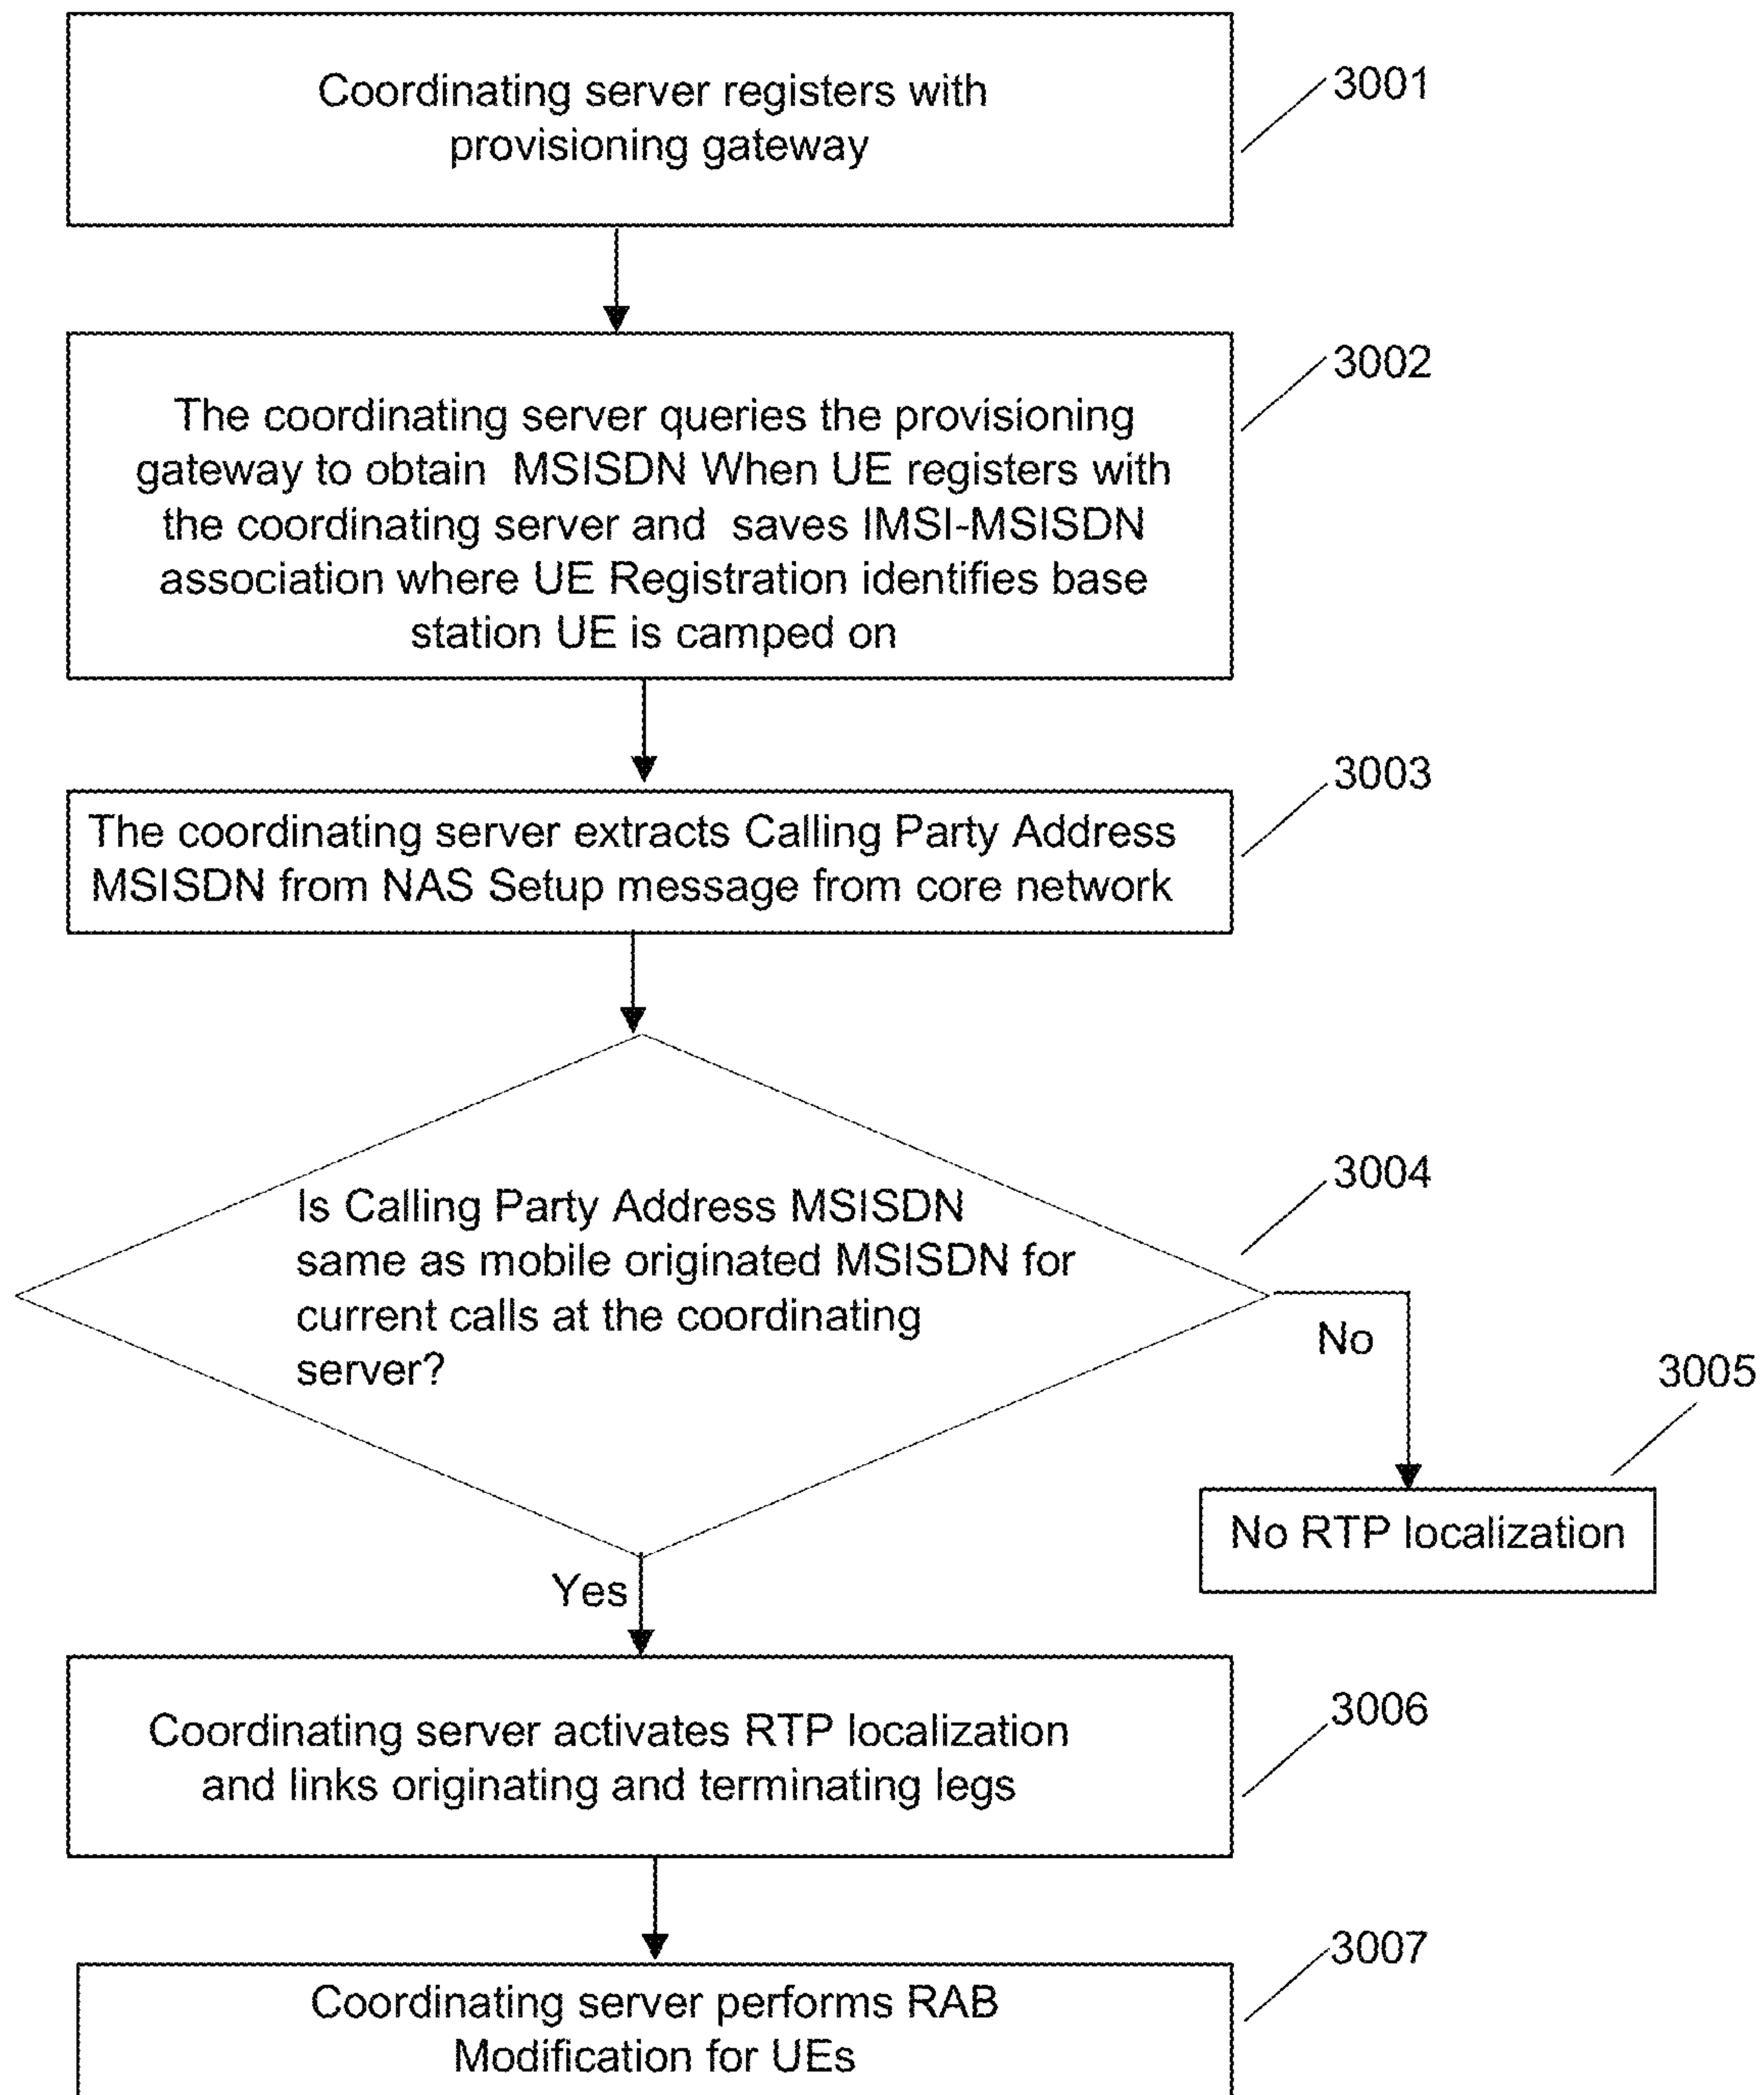 Coordinating server registers with
provisioning gateway
3001
The coordinating server queries the provisioning
gateway to obtain MSISDN When UE registers with
the coordinating server and saves IMSI-MSISDN
association where UE Registration identifies base
station UE is camped on
3002
The coordinating server extracts Calling Party Address
MSISDN from NAS Setup message from core network
3003
Is Calling Party Address MSISDN
same as mobile originated MSISDN for
current calls at the coordinating
server?
3004
No
3005
No RTP localization
Yes
Coordinating server activates RTP localization
and links originating and terminating legs
3006
Coordinating server performs RAB
Modification for UEs
3007